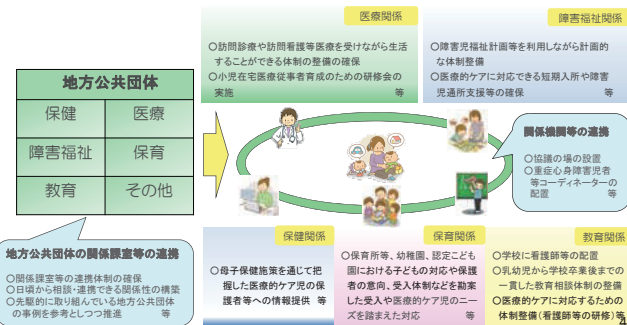 医療関係
〇訪問診療や訪問看護等医療を受けながら生活
することができる体制の整備の確保
〇小児在宅医療従事者育成のための研修会の
実施 等
障害福祉関係
〇障害児福祉計画等を利用しながら計画的
な体制整備
〇医療的ケアに対応できる短期入所や障害
児通所支援等の確保 等
地方公共団体
保健 医療
障害福祉 保育
教育 その他
関係機関等の連携
〇協議の場の設置
〇重症心身障害児者
等コーディネーターの
配置 等
地方公共団体の関係課室等の連携
〇関係課室等の連携体制の確保
〇日頃から相談・連携できる関係性の構築
〇先駆的に取り組んでいる地方公共団体
の事例を参考としつつ推進 等
保健関係
〇母子保健施策を通じて把
握した医療的ケア児の保
護者等への情報提供 等
保育関係
〇保育所等、幼稚園、認定こども
園における子どもの対応や保護
者の意向、受入体制などを勘案
した受入や医療的ケア児のニー
ズを踏まえた対応 等
教育関係
〇学校に看護師等の配置
〇乳幼児から学校卒業後までの
一貫した教育相談体制の整備
〇医療的ケアに対応するための
体制整備(看護師等の研修)等
4